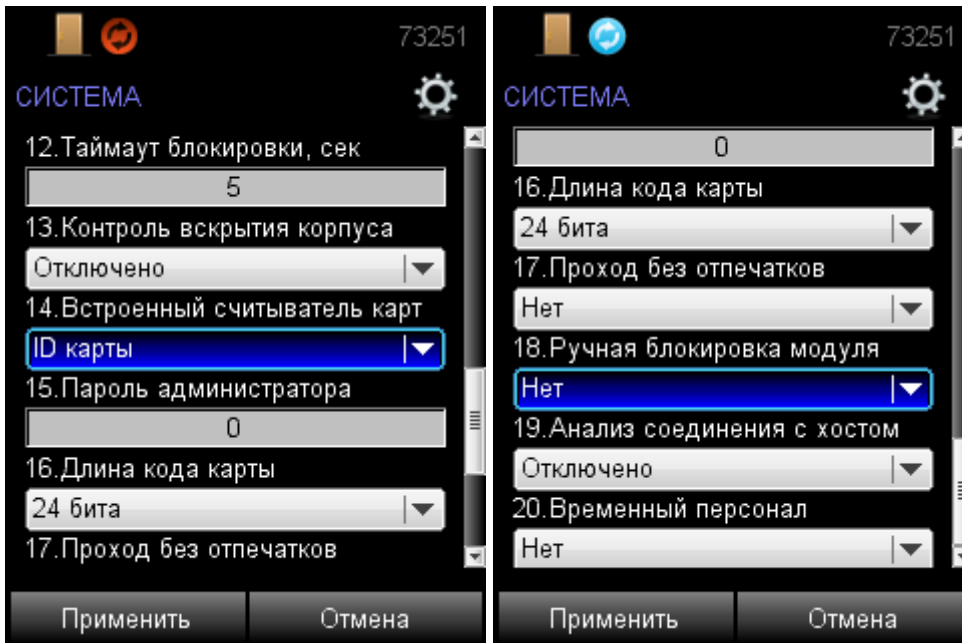 73251
СИСТЕМА
12.Таймаут блокировки, сек
5
13.Контроль вскрытия корпуса
Отключено
14.Встроенный считыватель карт
ID карты
15.Пароль администратора
0
16.Длина кода карты
24 бита
17.Проход без отпечатков
Применить
Отмена
73251
СИСТЕМА
0
16.Длина кода карты
24 бита
17.Проход без отпечатков
Нет
18.Ручная блокировка модуля
Нет
19.Анализ соединения с хостом
Отключено
20.Временный персонал
Нет
Применить
Отмена